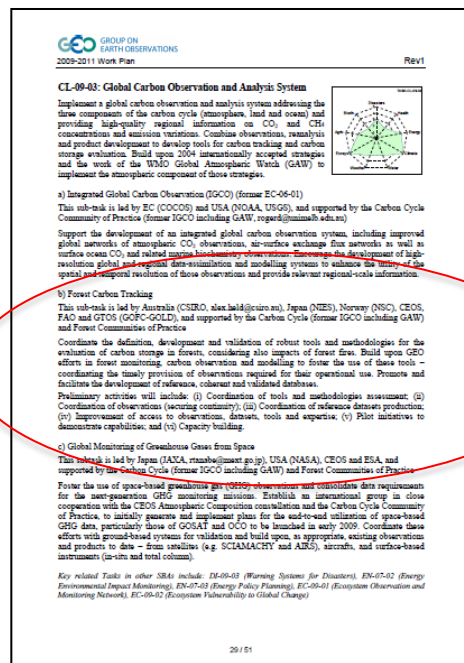 GEO GROUP ON
EARTH OBSERVATIONS
2009-2011 Work Plan Rev1
CL-09-03: Global Carbon Observation and Analysis System
Implement a global carbon observation and analysis system addressing the
three components of the carbon cycle (atmosphere, land and ocean) and
providing high-quality regional information on CO2 and CH4
concentrations and emission variations. Combine observations, reanalysis
and product development to develop tools for carbon tracking and carbon
storage evaluation. Build upon 2004 internationally accepted strategies
and the work of the WMO Global Atmospheric Watch (GAW) to
implement the atmospheric component of those strategies.
Disasters
Health
Energy
Climate
Water
Weather
a) Integrated Global Carbon Observation (IGCO) (former EC-06-01)
This sub-task is led by EC (COCOS) and USA (NOAA, USGS), and supported by the Carbon Cycle
Community of Practice (former IGCO including GAW, rogerd@unimelb.edu.au)
Support the development of an integrated global carbon observation system, including improved
global networks of atmospheric CO2 observations, air-surface exchange flux networks as well as
surface ocean CO2 and related marine biochemistry observations. Encourage the development of high-
resolution global and regional data-assimilation and modelling systems to enhance the utility of the
spatial and temporal resolution of those observations and provide relevant regional-scale information.
b) Forest Carbon Tracking
This sub-task is led by Australia (CSIRO, alex.held@csiro.au), Japan (NIES), Norway (NSC), CEOS,
FAO and GTOS (GOFC-GOLD), and supported by the Carbon Cycle (former IGCO including GAW)
and Forest Communities of Practice
Coordinate the definition, development and validation of robust tools and methodologies for the
evaluation of carbon storage in forests, considering also impacts of forest fires. Build upon GEO
efforts in forest monitoring, carbon observation and modelling to foster the use of these tools –
coordinating the timely provision of observations required for their operational use. Promote and
facilitate the development of reference, coherent and validated databases.
Preliminary activities will include: (i) Coordination of tools and methodologies assessment; (ii)
Coordination of observations (securing continuity); (iii) Coordination of reference datasets production;
(iv) Improvement of access to observations, datasets, tools and expertise; (v) Pilot initiatives to
demonstrate capabilities; and (vi) Capacity building.
c) Global Monitoring of Greenhouse Gases from Space
This subtask is led by Japan (JAXA, rtanabe@mext.go.jp), USA (NASA), CEOS and ESA, and
supported by the Carbon Cycle (former IGCO including GAW) and Forest Communities of Practice
Foster the use of space-based greenhouse gas (GHG) observations and consolidate data requirements
for the next-generation GHG monitoring missions. Establish an international group in close
cooperation with the CEOS Atmospheric Composition constellation and the Carbon Cycle Community
of Practice, to initially generate and implement plans for the end-to-end utilization of space-based
GHG data, particularly those of GOSAT and OCO to be launched in early 2009. Coordinate these
efforts with ground-based systems for validation and build upon, as appropriate, existing observations
and products to date – from satellites (e.g. SCIAMACHY and AIRS), aircrafts, and surface-based
instruments (in-situ and total column).
Key related Tasks in other SBAs include: DI-09-03 (Warning Systems for Disasters), EN-07-02 (Energy
Environmental Impact Monitoring), EN-07-03 (Energy Policy Planning), EC-09-01 (Ecosystem Observation and
Monitoring Network), EC-09-02 (Ecosystem Vulnerability to Global Change)
29 / 51